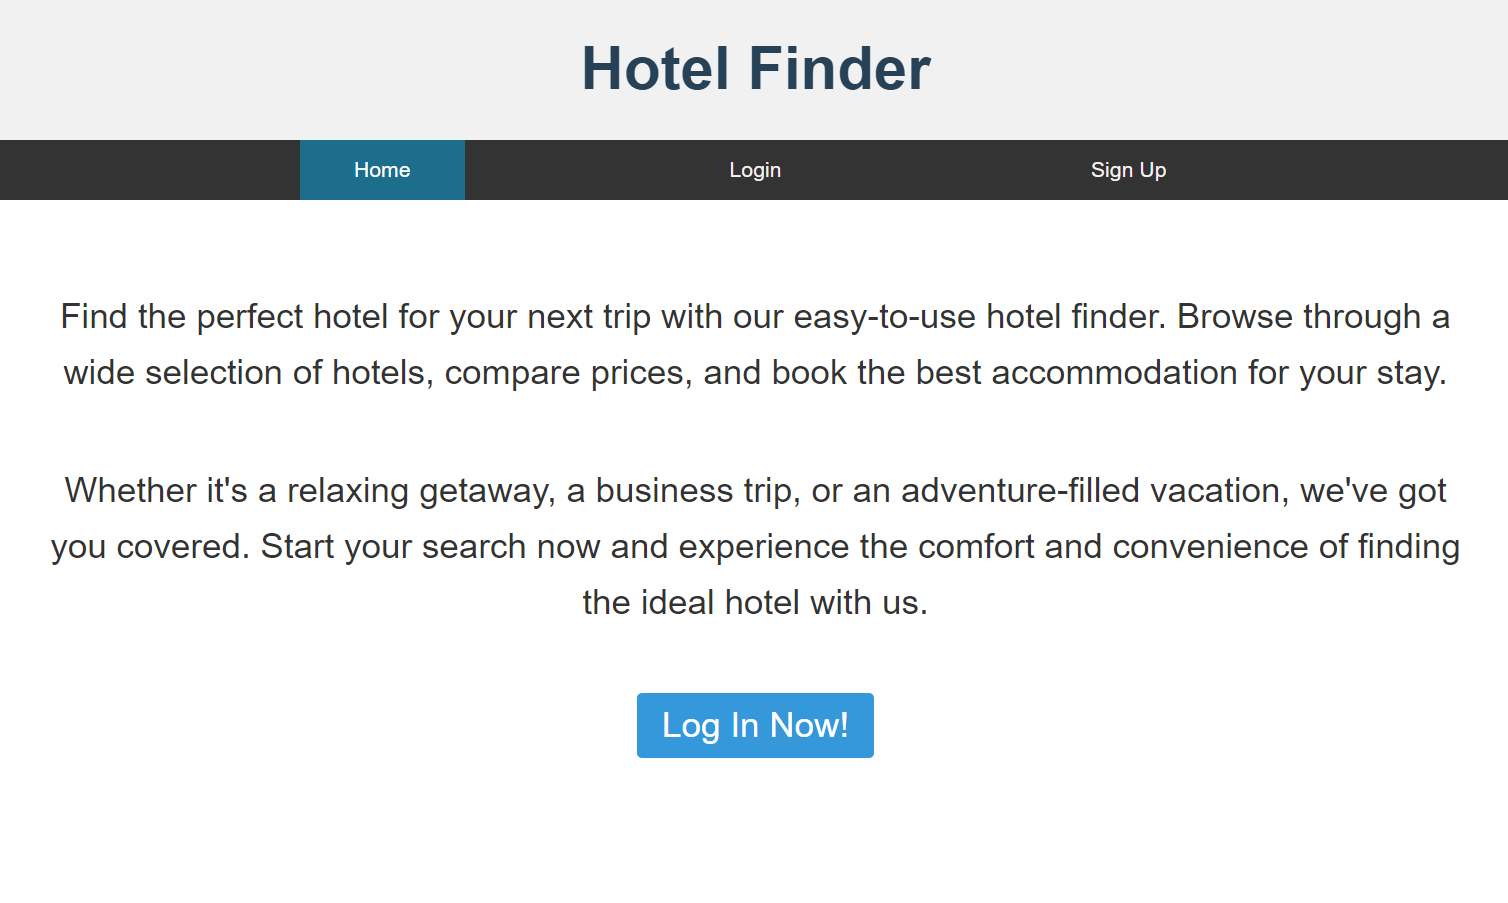 Hotel Finder
Home Login Sign Up
Find the perfect hotel for your next trip with our easy-to-use hotel finder. Browse through a
wide selection of hotels, compare prices, and book the best accommodation for your stay.
Whether it's a relaxing getaway, a business trip, or an adventure-filled vacation, we've got
you covered. Start your search now and experience the comfort and convenience of finding
the ideal hotel with us.
Log In Now!